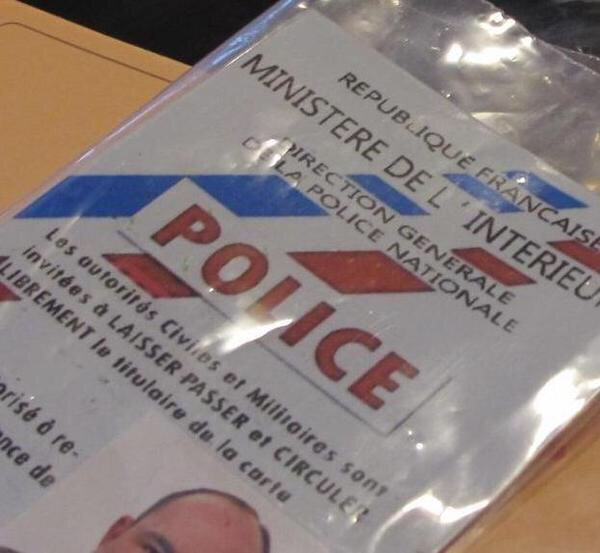 REPUBLIQUE FRANCAISE
MINISTERE DE L ' INTERIEUR
DIRECTION GENERALE
DE LA POLICE NATIONALE
POLICE
Les autorités Civiles et Militaires sont
invitées à LAISSER PASSER et CIRCULER
LIBREMENT le titulaire de la carte
orisé à re-
ance de